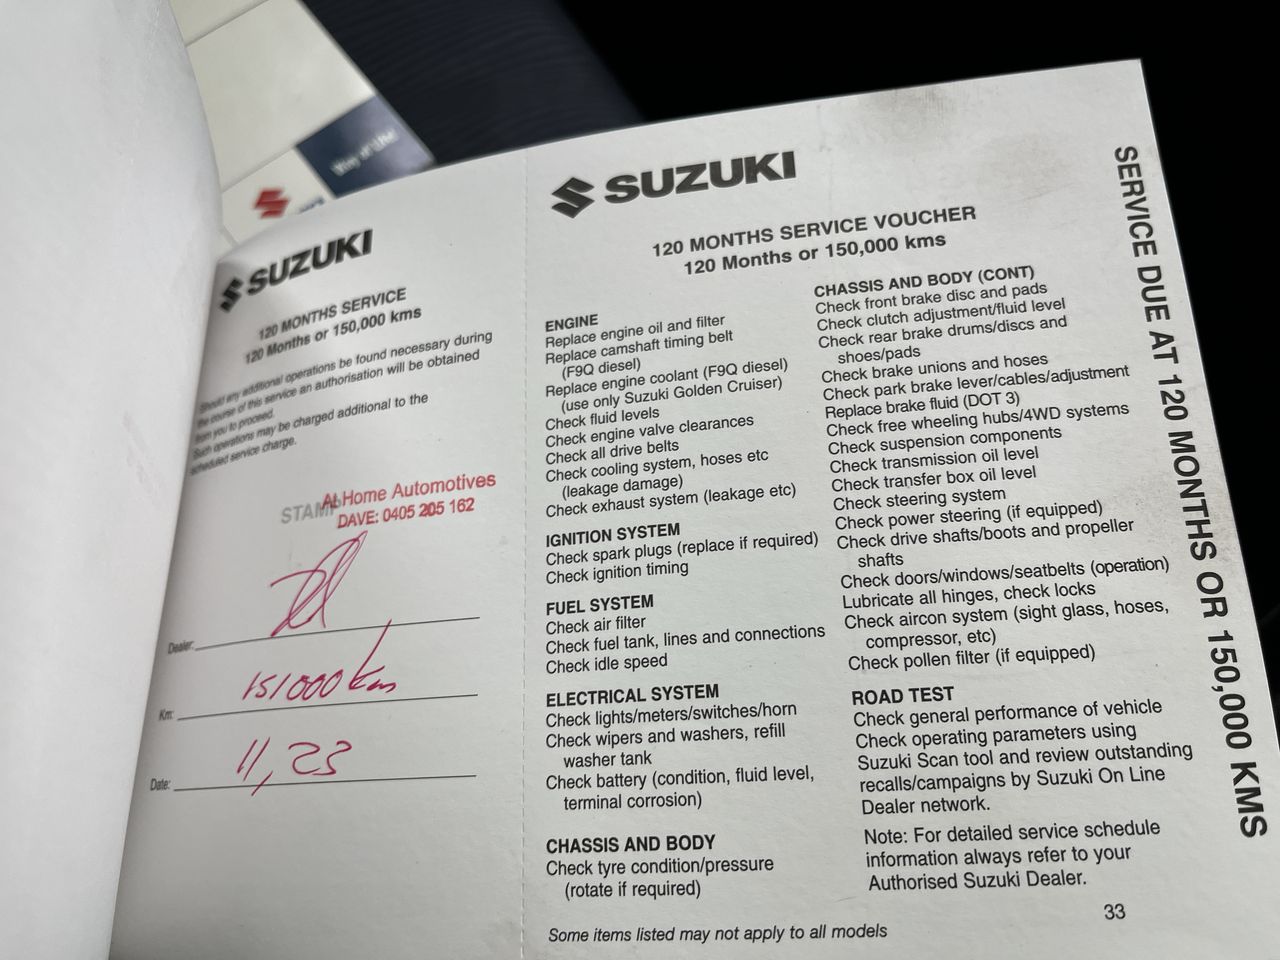 Way of Life!
SUZUKI
120 MONTHS SERVICE
120 Months or 150,000 kms
Should any additional operations be found necessary during
the course of this service an authorisation will be obtained
from you to proceed.
Such operations may be charged additional to the
scheduled service charge.
STAMP
At Home Automotives
DAVE: 0405 205 162
Dealer:
Km: 151000 km
Date: 11, 23
SUZUKI
120 MONTHS SERVICE VOUCHER
120 Months or 150,000 kms
ENGINE
Replace engine oil and filter
Replace camshaft timing belt
(F9Q diesel)
Replace engine coolant (F9Q diesel)
(use only Suzuki Golden Cruiser)
Check fluid levels
Check engine valve clearances
Check all drive belts
Check cooling system, hoses etc
(leakage damage)
Check exhaust system (leakage etc)
IGNITION SYSTEM
Check spark plugs (replace if required)
Check ignition timing
FUEL SYSTEM
Check air filter
Check fuel tank, lines and connections
Check idle speed
ELECTRICAL SYSTEM
Check lights/meters/switches/horn
Check wipers and washers, refill
washer tank
Check battery (condition, fluid level,
terminal corrosion)
CHASSIS AND BODY
Check tyre condition/pressure
(rotate if required)
CHASSIS AND BODY (CONT)
Check front brake disc and pads
Check clutch adjustment/fluid level
Check rear brake drums/discs and
shoes/pads
Check brake unions and hoses
Check park brake lever/cables/adjustment
Replace brake fluid (DOT 3)
Check free wheeling hubs/4WD systems
Check suspension components
Check transmission oil level
Check transfer box oil level
Check steering system
Check power steering (if equipped)
Check drive shafts/boots and propeller
shafts
Check doors/windows/seatbelts (operation)
Lubricate all hinges, check locks
Check aircon system (sight glass, hoses,
compressor, etc)
Check pollen filter (if equipped)
ROAD TEST
Check general performance of vehicle
Check operating parameters using
Suzuki Scan tool and review outstanding
recalls/campaigns by Suzuki On Line
Dealer network.
Note: For detailed service schedule
information always refer to your
Authorised Suzuki Dealer.
Some items listed may not apply to all models
33
SERVICE DUE AT 120 MONTHS OR 150,000 KMS